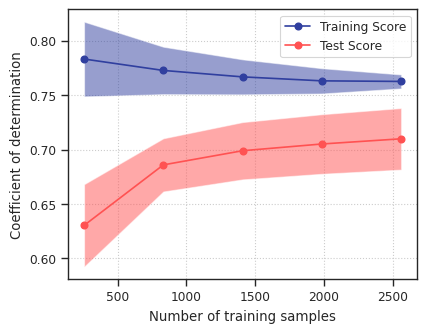 Coefficient of determination
0.80
0.75
0.70
0.65
0.60
Training Score
Test Score
500
1000
1500
2000
2500
Number of training samples